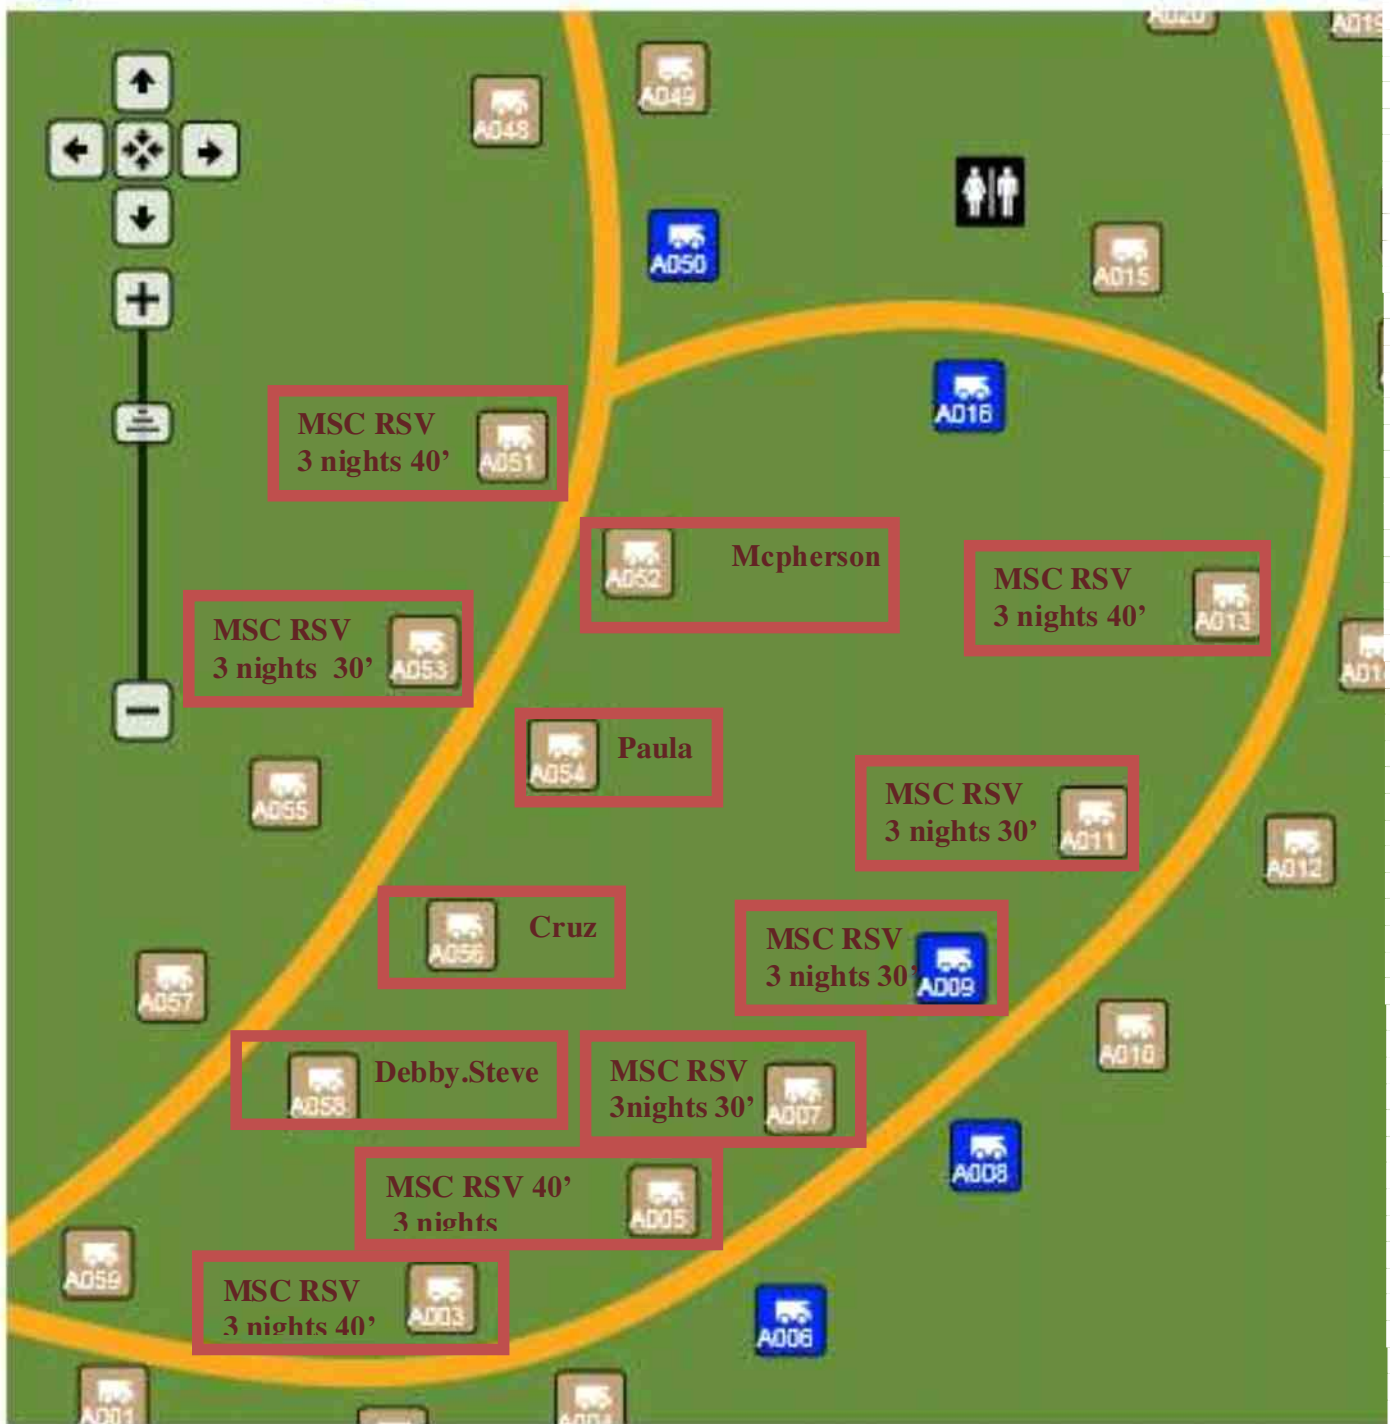 A020
A019
A049
A048
A050
A015
A016
MSC RSV
3 nights 40’
A051
A052
Mcpherson
MSC RSV
3 nights 40’
A013
MSC RSV
3 nights 30’
A053
A054
Paula
A055
MSC RSV
3 nights 30’
A011
A012
A056
Cruz
MSC RSV
3 nights 30’
A009
A057
A010
A058
Debby.Steve
MSC RSV
3nights 30’
A007
A008
MSC RSV 40’
3 nights
A005
A059
MSC RSV
3 nights 40’
A003
A006
A001
A004